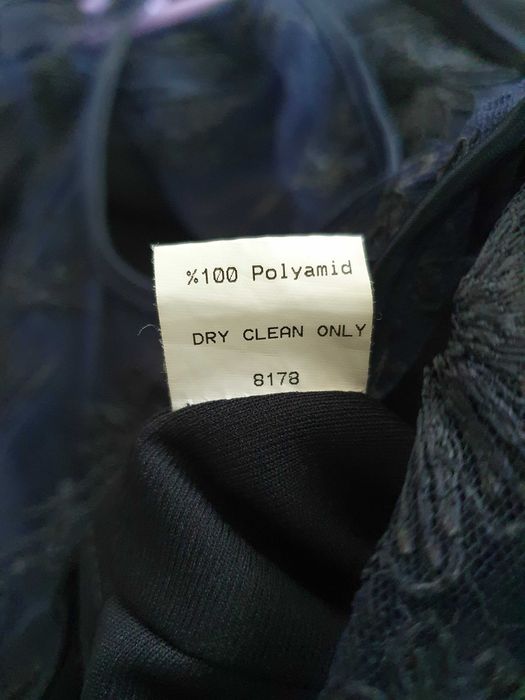 %100 Polyamid
DRY CLEAN ONLY
8178